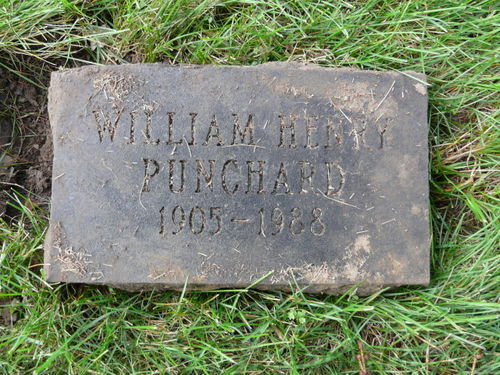 WILLIAM HENRY
PUNCHARD
1905-1988